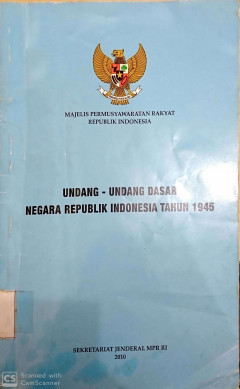 MAJELIS PERMUSYAWARATAN RAKYAT
REPUBLIK INDONESIA
UNDANG - UNDANG DASAR
NEGARA REPUBLIK INDONESIA TAHUN 1945
SEKRETARIAT JENDERAL MPR RI
2010
CS Scanned with
CamScanner